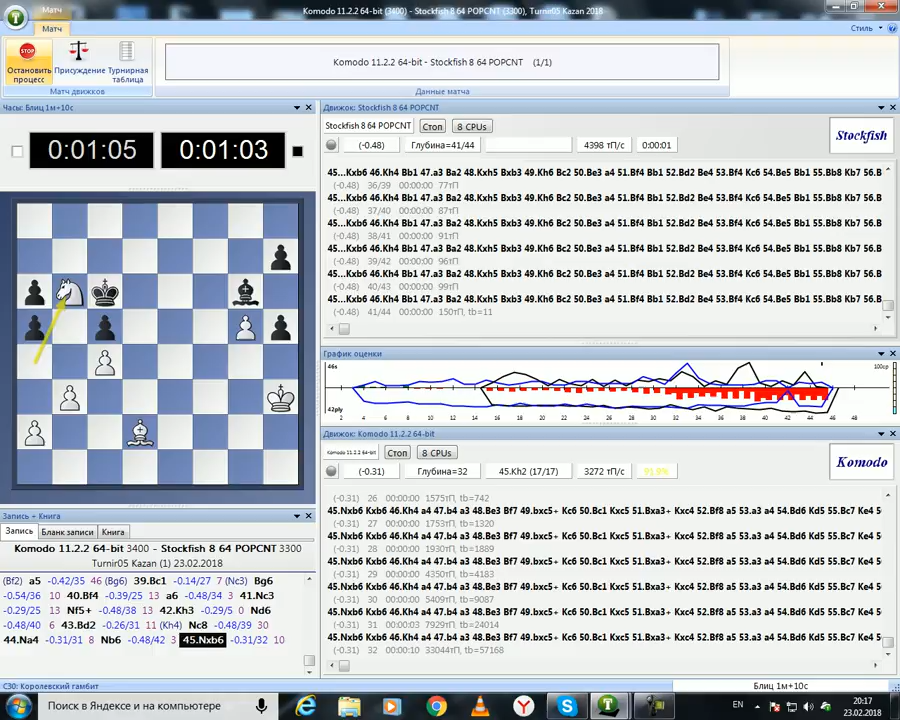 Матч
Komodo 11.2.2 64-bit (3400) - Stockfish 8 64 POPCNT (3300), Turnir05 Kazan 2018
Матч
Стиль
Остановить процесс
Присуждение
Турнирная таблица
Матч движков
Komodo 11.2.2 64-bit - Stockfish 8 64 POPCNT (1/1)
Данные матча
Часы: Блиц 1м+10с
0:01:05
0:01:03
Движок: Stockfish 8 64 POPCNT
Stockfish 8 64 POPCNT
Стоп
8 CPUs
Stockfish
(-0.48)
Глубина=41/44
4398 тП/с
0:00:01
45...Kxb6 46.Kh4 Bb1 47.a3 Ba2 48.Kxh5 Bxb3 49.Kh6 Bc2 50.Be3 a4 51.Bf4 Bb1 52.Bd2 Be4 53.Bf4 Kc6 54.Be5 Bb1 55.Bb8 Kb7 56.B
(-0.48) 36/39 00:00:00 77тП
45...Kxb6 46.Kh4 Bb1 47.a3 Ba2 48.Kxh5 Bxb3 49.Kh6 Bc2 50.Be3 a4 51.Bf4 Bb1 52.Bd2 Be4 53.Bf4 Kc6 54.Be5 Bb1 55.Bb8 Kb7 56.B
(-0.48) 37/40 00:00:00 91тП
45...Kxb6 46.Kh4 Bb1 47.a3 Ba2 48.Kxh5 Bxb3 49.Kh6 Bc2 50.Be3 a4 51.Bf4 Bb1 52.Bd2 Be4 53.Bf4 Kc6 54.Be5 Bb1 55.Bb8 Kb7 56.B
(-0.48) 38/41 00:00:00 94тП
45...Kxb6 46.Kh4 Bb1 47.a3 Ba2 48.Kxh5 Bxb3 49.Kh6 Bc2 50.Be3 a4 51.Bf4 Bb1 52.Bd2 Be4 53.Bf4 Kc6 54.Be5 Bb1 55.Bb8 Kb7 56.B
(-0.48) 39/42 00:00:00 96тП
45...Kxb6 46.Kh4 Bb1 47.a3 Ba2 48.Kxh5 Bxb3 49.Kh6 Bc2 50.Be3 a4 51.Bf4 Bb1 52.Bd2 Be4 53.Bf4 Kc6 54.Be5 Bb1 55.Bb8 Kb7 56.B
(-0.48) 40/43 00:00:00 99тП
45...Kxb6 46.Kh4 Bb1 47.a3 Ba2 48.Kxh5 Bxb3 49.Kh6 Bc2 50.Be3 a4 51.Bf4 Bb1 52.Bd2 Be4 53.Bf4 Kc6 54.Be5 Bb1 55.Bb8 Kb7 56.B
(-0.48) 41/44 00:00:00 150тП tb=11
График оценки
46s
100cp
42ply
2 4 6 8 10 12 14 16 18 20 22 24 26 28 30 32 34 36 38 40 42 44 46 48
Движок: Komodo 11.2.2 64-bit
Komodo 11.2.2 64-bit
Стоп
8 CPUs
Komodo
(-0.31)
Глубина=32
45.Kh2 (17/17)
3272 тП/с
91.9%
(-0.31) 26 00:00:00 1575тП tb=742
45.Nxb6 Kxb6 46.Kh4 a4 47.b4 a3 48.Be3 Bf7 49.bxc5+ Kc6 50.Bc1 Kxc5 51.Bxa3+ Kxc4 52.Bf8 a5 53.a3 a4 54.Bd6 Kd5 55.Bc7 Ke4 5
(-0.31) 27 00:00:00 1753тП tb=1320
45.Nxb6 Kxb6 46.Kh4 a4 47.b4 a3 48.Be3 Bf7 49.bxc5+ Kc6 50.Bc1 Kxc5 51.Bxa3+ Kxc4 52.Bf8 a5 53.a3 a4 54.Bd6 Kd5 55.Bc7 Ke4 5
(-0.31) 28 00:00:00 1930тП tb=1889
45.Nxb6 Kxb6 46.Kh4 a4 47.b4 a3 48.Be3 Bf7 49.bxc5+ Kc6 50.Bc1 Kxc5 51.Bxa3+ Kxc4 52.Bf8 a5 53.a3 a4 54.Bd6 Kd5 55.Bc7 Ke4 5
(-0.31) 29 00:00:00 4350тП tb=4183
45.Nxb6 Kxb6 46.Kh4 a4 47.b4 a3 48.Be3 Bf7 49.bxc5+ Kc6 50.Bc1 Kxc5 51.Bxa3+ Kxc4 52.Bf8 a5 53.a3 a4 54.Bd6 Kd5 55.Bc7 Ke4 5
(-0.31) 30 00:00:00 5409тП tb=9087
45.Nxb6 Kxb6 46.Kh4 a4 47.b4 a3 48.Be3 Bf7 49.bxc5+ Kc6 50.Bc1 Kxc5 51.Bxa3+ Kxc4 52.Bf8 a5 53.a3 a4 54.Bd6 Kd5 55.Bc7 Ke4 5
(-0.31) 31 00:00:03 7929тП tb=24014
45.Nxb6 Kxb6 46.Kh4 a4 47.b4 a3 48.Be3 Bf7 49.bxc5+ Kc6 50.Bc1 Kxc5 51.Bxa3+ Kxc4 52.Bf8 a5 53.a3 a4 54.Bd6 Kd5 55.Bc7 Ke4 5
(-0.31) 32 00:00:10 33044тП tb=57168
Запись + Книга
Запись
Бланк записи
Книга
Komodo 11.2.2 64-bit 3400 - Stockfish 8 64 POPCNT 3300
Turnir05 Kazan (1) 23.02.2018
(Bf2) a5 -0.42/35 46 (Bg6) 39.Bc1 -0.14/27 7 (Nc3) Bg6
-0.54/36 10 40.Bf4 -0.39/25 13 a6 -0.48/34 3 41.Nc3
-0.29/25 13 Nf5+ -0.48/38 13 42.Kh3 -0.29/5 0 Nd6
-0.48/40 6 43.Bd2 -0.26/31 11 (Kh4) Nc8 -0.48/39 30
44.Na4 -0.31/31 8 Nb6 -0.48/42 3 45.Nxb6 -0.31/32 10
C30: Королевский гамбит
Блиц 1м+10с
Поиск в Яндексе и на компьютере
EN
20:17
23.02.2018